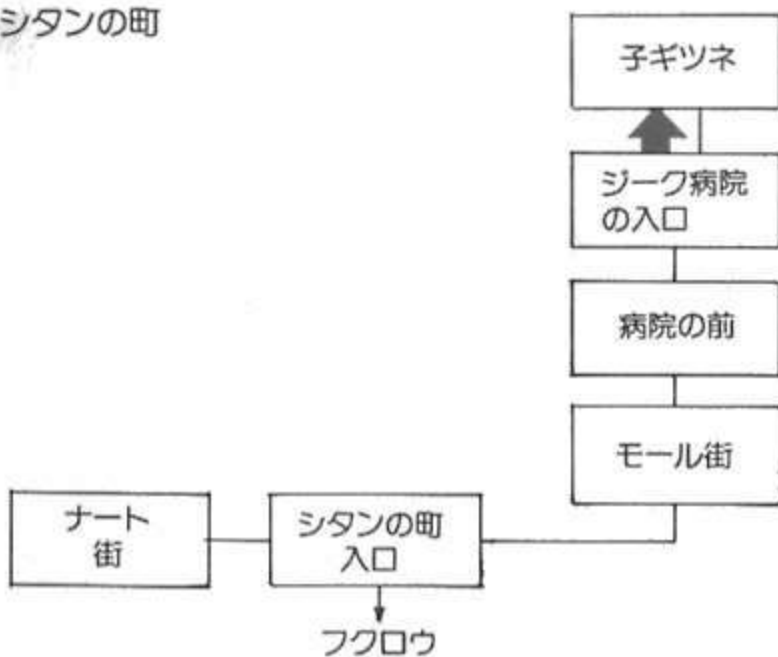 シタンの町
子ギツネ
ジーク病院
の入口
病院の前
モール街
ナート
街
シタンの町
入口
フクロウ